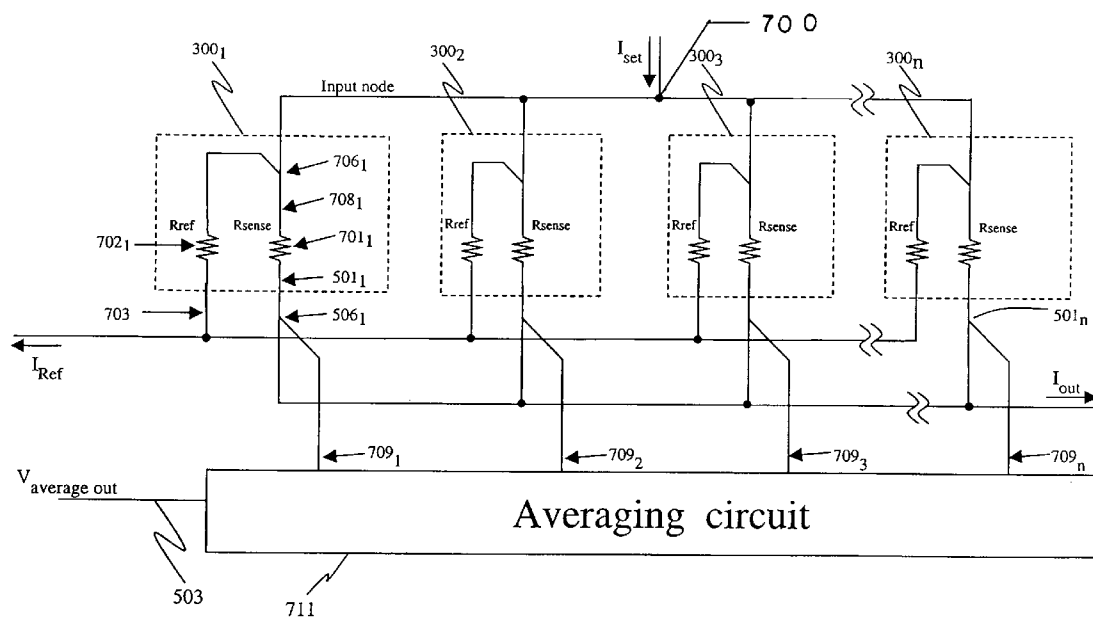 700
300₁
300₂
I_set
300₃
300ₙ
Input node
706₁
708₁
Rref
Rsense
Rref
Rsense
Rref
Rsense
Rref
Rsense
702₁
701₁
501₁
703
506₁
501ₙ
I_Ref
I_out
709₁
709₂
709₃
709ₙ
V_average out
Averaging circuit
503
711